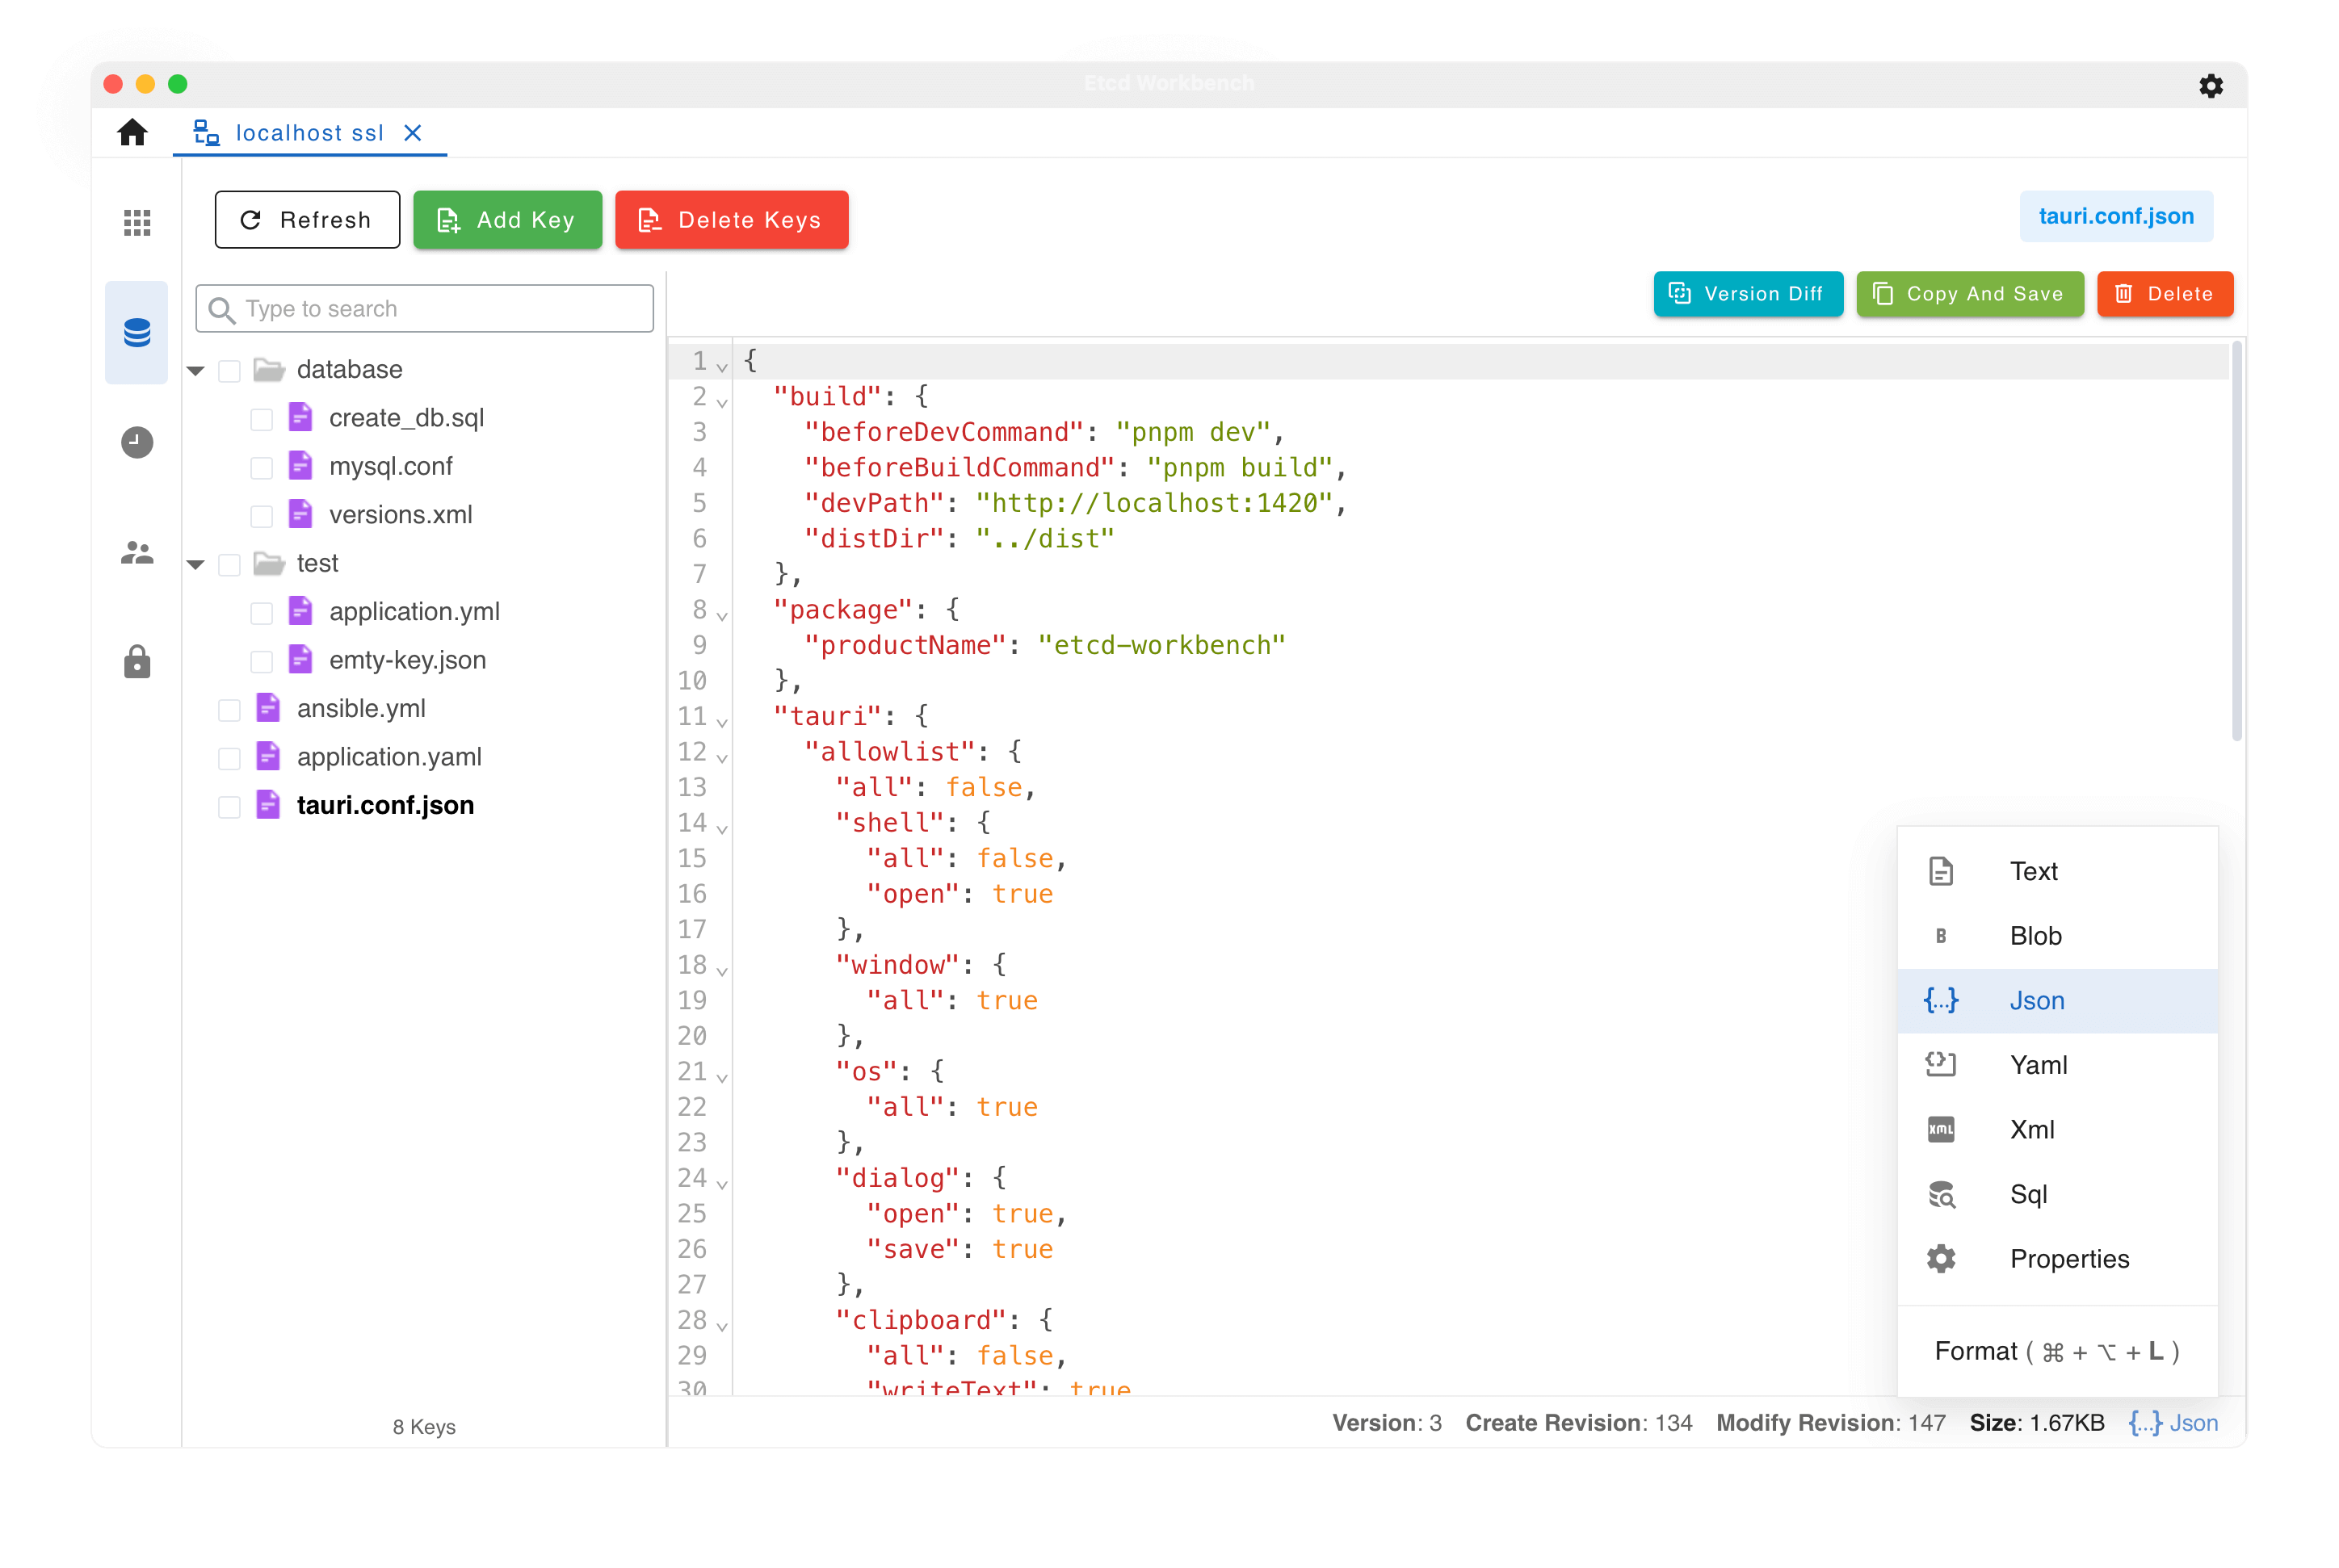 Etcd Workbench
localhost ssl
Refresh
Add Key
Delete Keys
tauri.conf.json
Version Diff
Copy And Save
Delete
Type to search
database
create_db.sql
mysql.conf
versions.xml
test
application.yml
emty-key.json
ansible.yml
application.yaml
tauri.conf.json
8 Keys
1 {
2 "build": {
3 "beforeDevCommand": "pnpm dev",
4 "beforeBuildCommand": "pnpm build",
5 "devPath": "http://localhost:1420",
6 "distDir": "../dist"
7 },
8 "package": {
9 "productName": "etcd-workbench"
10 },
11 "tauri": {
12 "allowlist": {
13 "all": false,
14 "shell": {
15 "all": false,
16 "open": true
17 },
18 "window": {
19 "all": true
20 },
21 "os": {
22 "all": true
23 },
24 "dialog": {
25 "open": true,
26 "save": true
27 },
28 "clipboard": {
29 "all": false,
30 "writeText": true
Text
B Blob
{...} Json
Yaml
XML Xml
Sql
Properties
Format ( ⌘ + ⌥ + L )
Version: 3 Create Revision: 134 Modify Revision: 147 Size: 1.67KB {...} Json